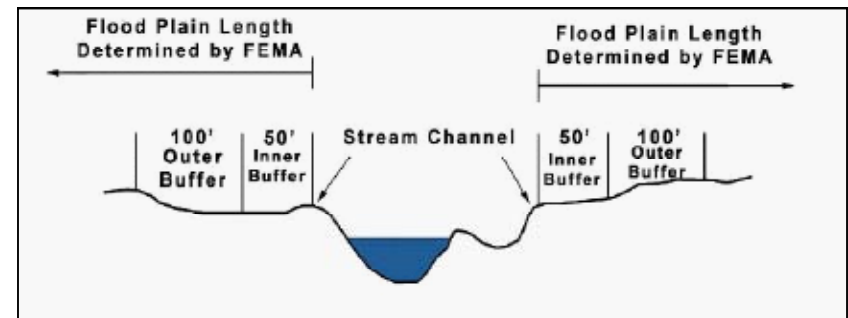 Flood Plain Length
Determined by FEMA
Flood Plain Length
Determined by FEMA
100'
Outer
Buffer
50'
Inner
Buffer
Stream Channel
50'
Inner
Buffer
100'
Outer
Buffer